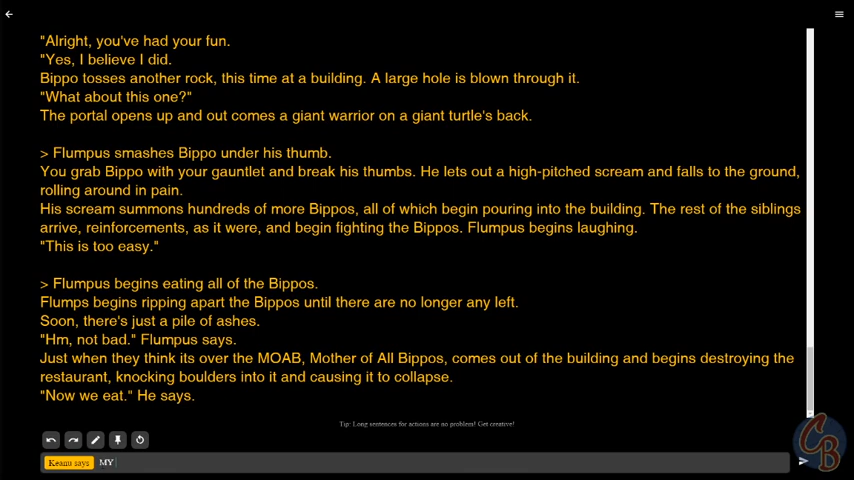 "Alright, you've had your fun.
"Yes, I believe I did.
Bippo tosses another rock, this time at a building. A large hole is blown through it.
"What about this one?"
The portal opens up and out comes a giant warrior on a giant turtle's back.
> Flumpus smashes Bippo under his thumb.
You grab Bippo with your gauntlet and break his thumbs. He lets out a high-pitched scream and falls to the ground,
rolling around in pain.
His scream summons hundreds of more Bippos, all of which begin pouring into the building. The rest of the siblings
arrive, reinforcements, as it were, and begin fighting the Bippos. Flumpus begins laughing.
"This is too easy."
> Flumpus begins eating all of the Bippos.
Flumps begins ripping apart the Bippos until there are no longer any left.
Soon, there's just a pile of ashes.
"Hm, not bad." Flumpus says.
Just when they think its over the MOAB, Mother of All Bippos, comes out of the building and begins destroying the
restaurant, knocking boulders into it and causing it to collapse.
"Now we eat." He says.
Tip: Long sentences for actions are no problem! Get creative!
Keanu says MY
CB